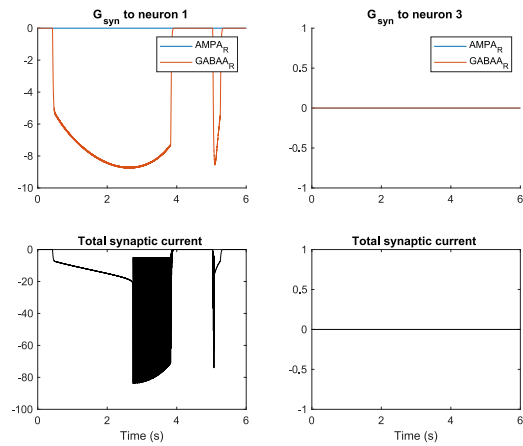 G_syn to neuron 1
AMPA_R
GABAA_R
0
-2
-4
-6
-8
-10
0 2 4 6
G_syn to neuron 3
AMPA_R
GABAA_R
1
0.5
0
-0.5
-1
0 2 4 6
Total synaptic current
0
-20
-40
-60
-80
-100
0 2 4 6
Time (s)
Total synaptic current
1
0.5
0
-0.5
-1
0 2 4 6
Time (s)